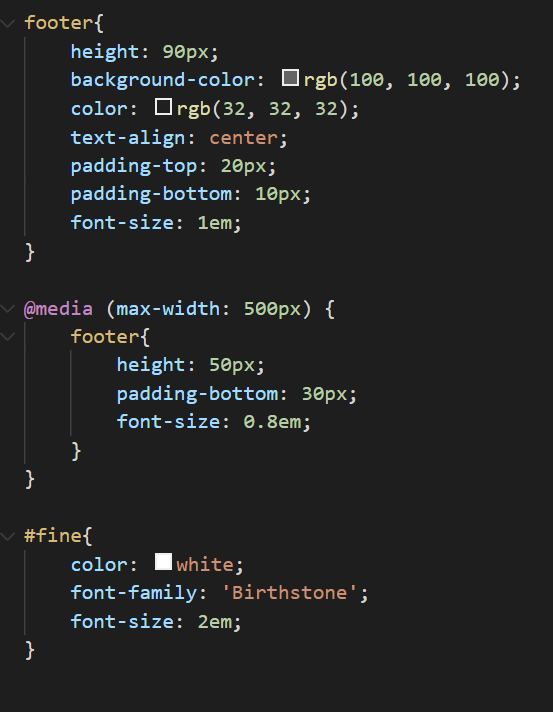 footer{
    height: 90px;
    background-color: rgb(100, 100, 100);
    color: rgb(32, 32, 32);
    text-align: center;
    padding-top: 20px;
    padding-bottom: 10px;
    font-size: 1em;
}
@media (max-width: 500px) {
    footer{
        height: 50px;
        padding-bottom: 30px;
        font-size: 0.8em;
    }
}
#fine{
    color: white;
    font-family: 'Birthstone';
    font-size: 2em;
}